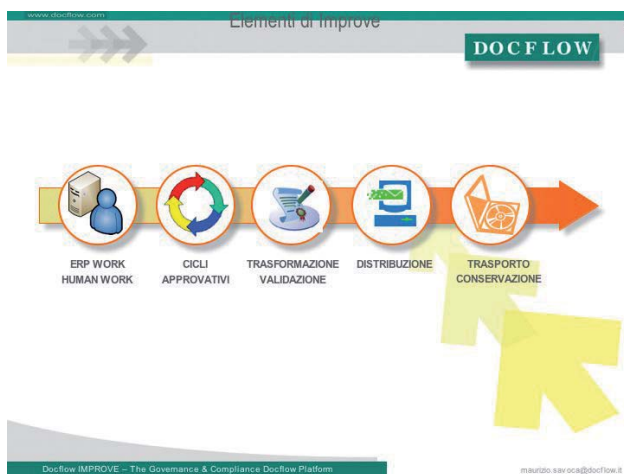 www.docflow.com
Elementi di Improve
DOCFLOW
ERP WORK
HUMAN WORK
CICLI
APPROVATIVI
TRASFORMAZIONE
VALIDAZIONE
DISTRIBUZIONE
TRASPORTO
CONSERVAZIONE
Docflow IMPROVE – The Governance & Compliance Docflow Platform
maurizio.savoca@docflow.it